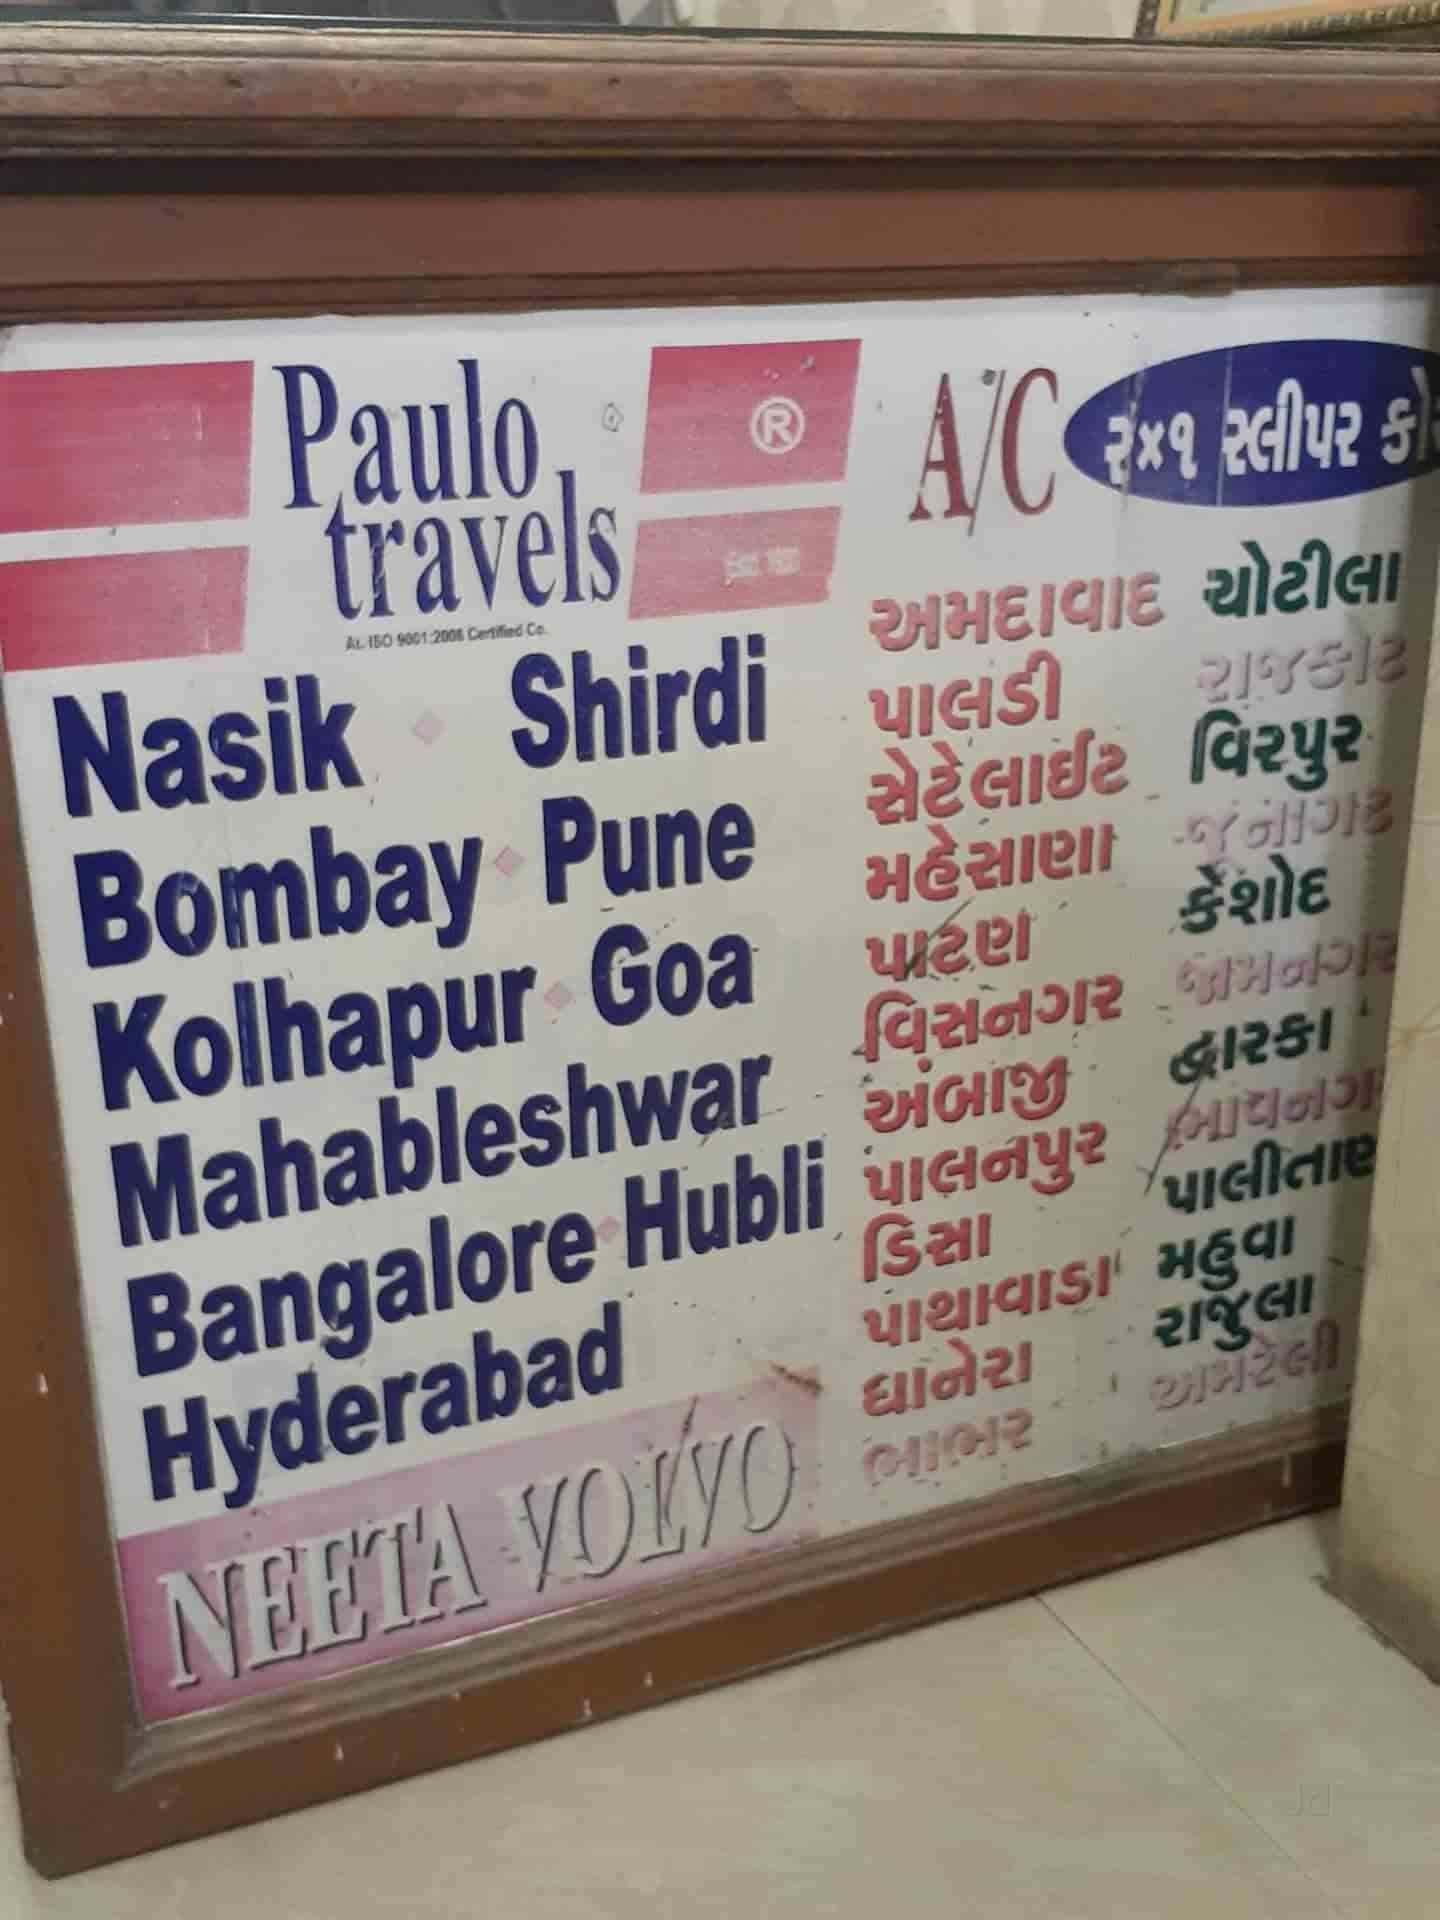 Paulo
travels
®
Est. 
An ISO 9001:2008 Certified Co.
Nasik Shirdi
Bombay Pune
Kolhapur Goa
Mahableshwar
Bangalore Hubli
Hyderabad
NEETA VOLVO
A/C
૨×૧ સ્લીપર
અમદાવાદ
પાલડી
સેટેલાઈટ
મહેસાણા
પાટણ
વિસનગર
અંબાજી
પાલનપુર
ડિસા
પાથાવાડા
ધાનેરા
ભાભર
ચોટીલા
રાજકોટ
વિરપુર
જૂનાગઢ
કેશોદ
જામનગર
દ્વારકા
ભાવનગર
પાલીતાણ
મહુવા
રાજુલા
અમરેલી
Jd